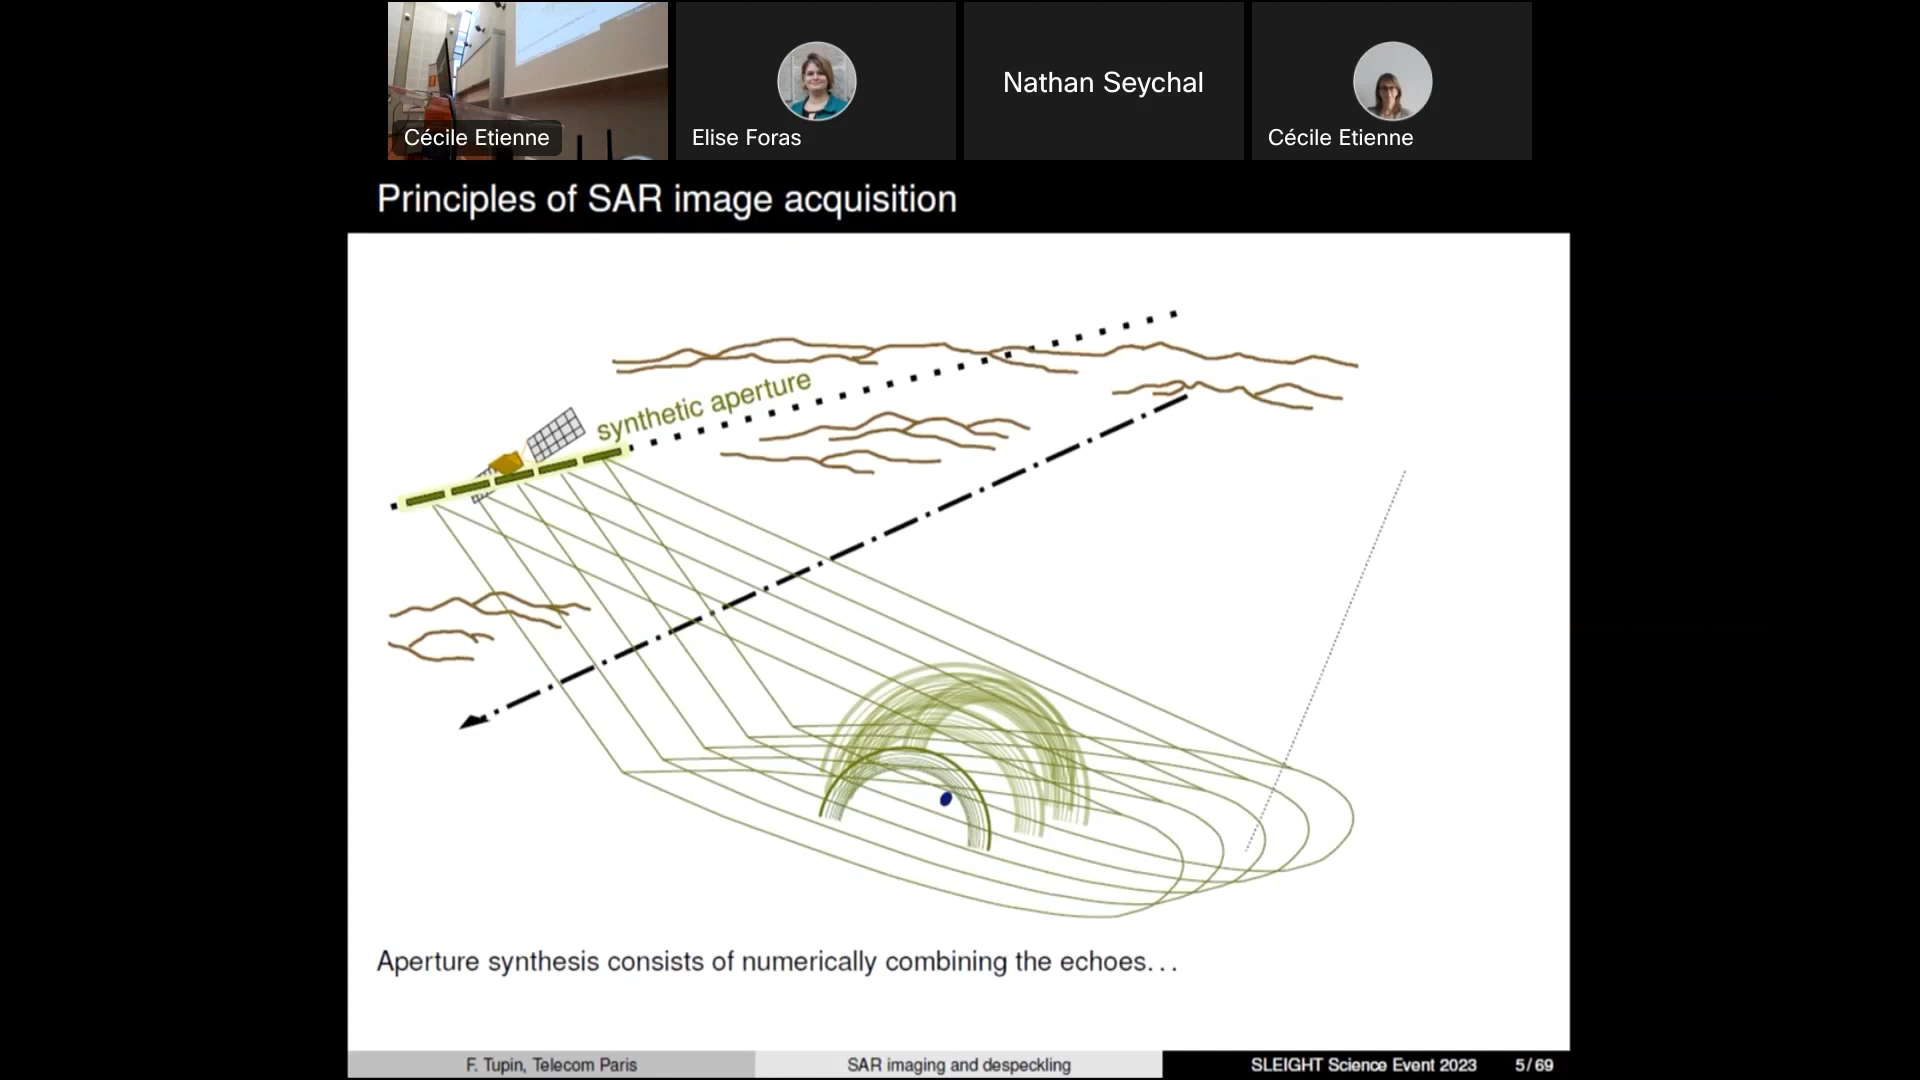 Cécile Etienne
Elise Foras
Nathan Seychal
Cécile Etienne
Principles of SAR image acquisition
synthetic aperture
Aperture synthesis consists of numerically combining the echoes...
F. Tupin, Telecom Paris
SAR imaging and despeckling
SLEIGHT Science Event 2023
5/69